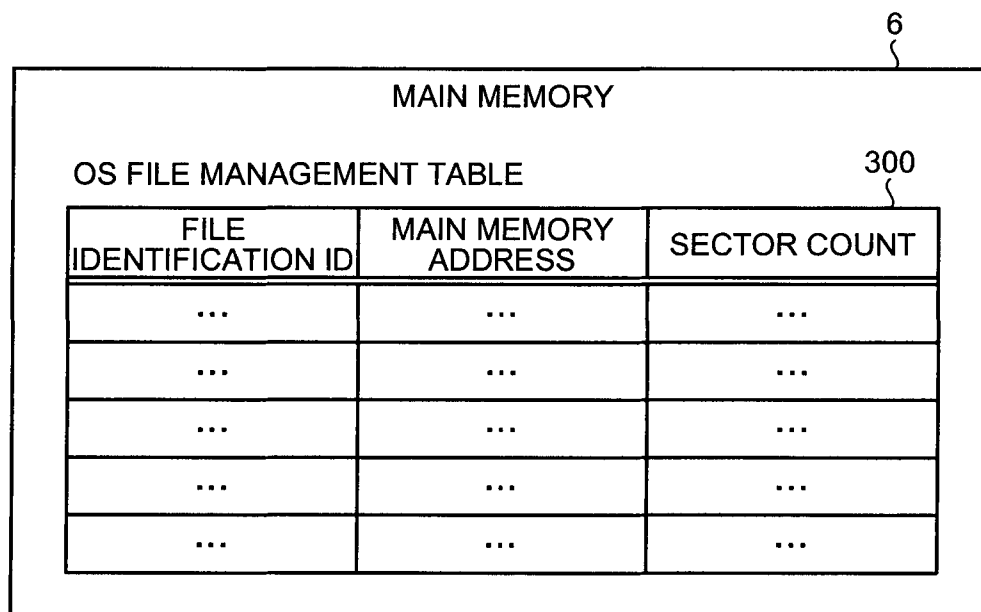 6
MAIN MEMORY
OS FILE MANAGEMENT TABLE
300
FILE IDENTIFICATION ID	MAIN MEMORY ADDRESS	SECTOR COUNT
...	...	...
...	...	...
...	...	...
...	...	...
...	...	...